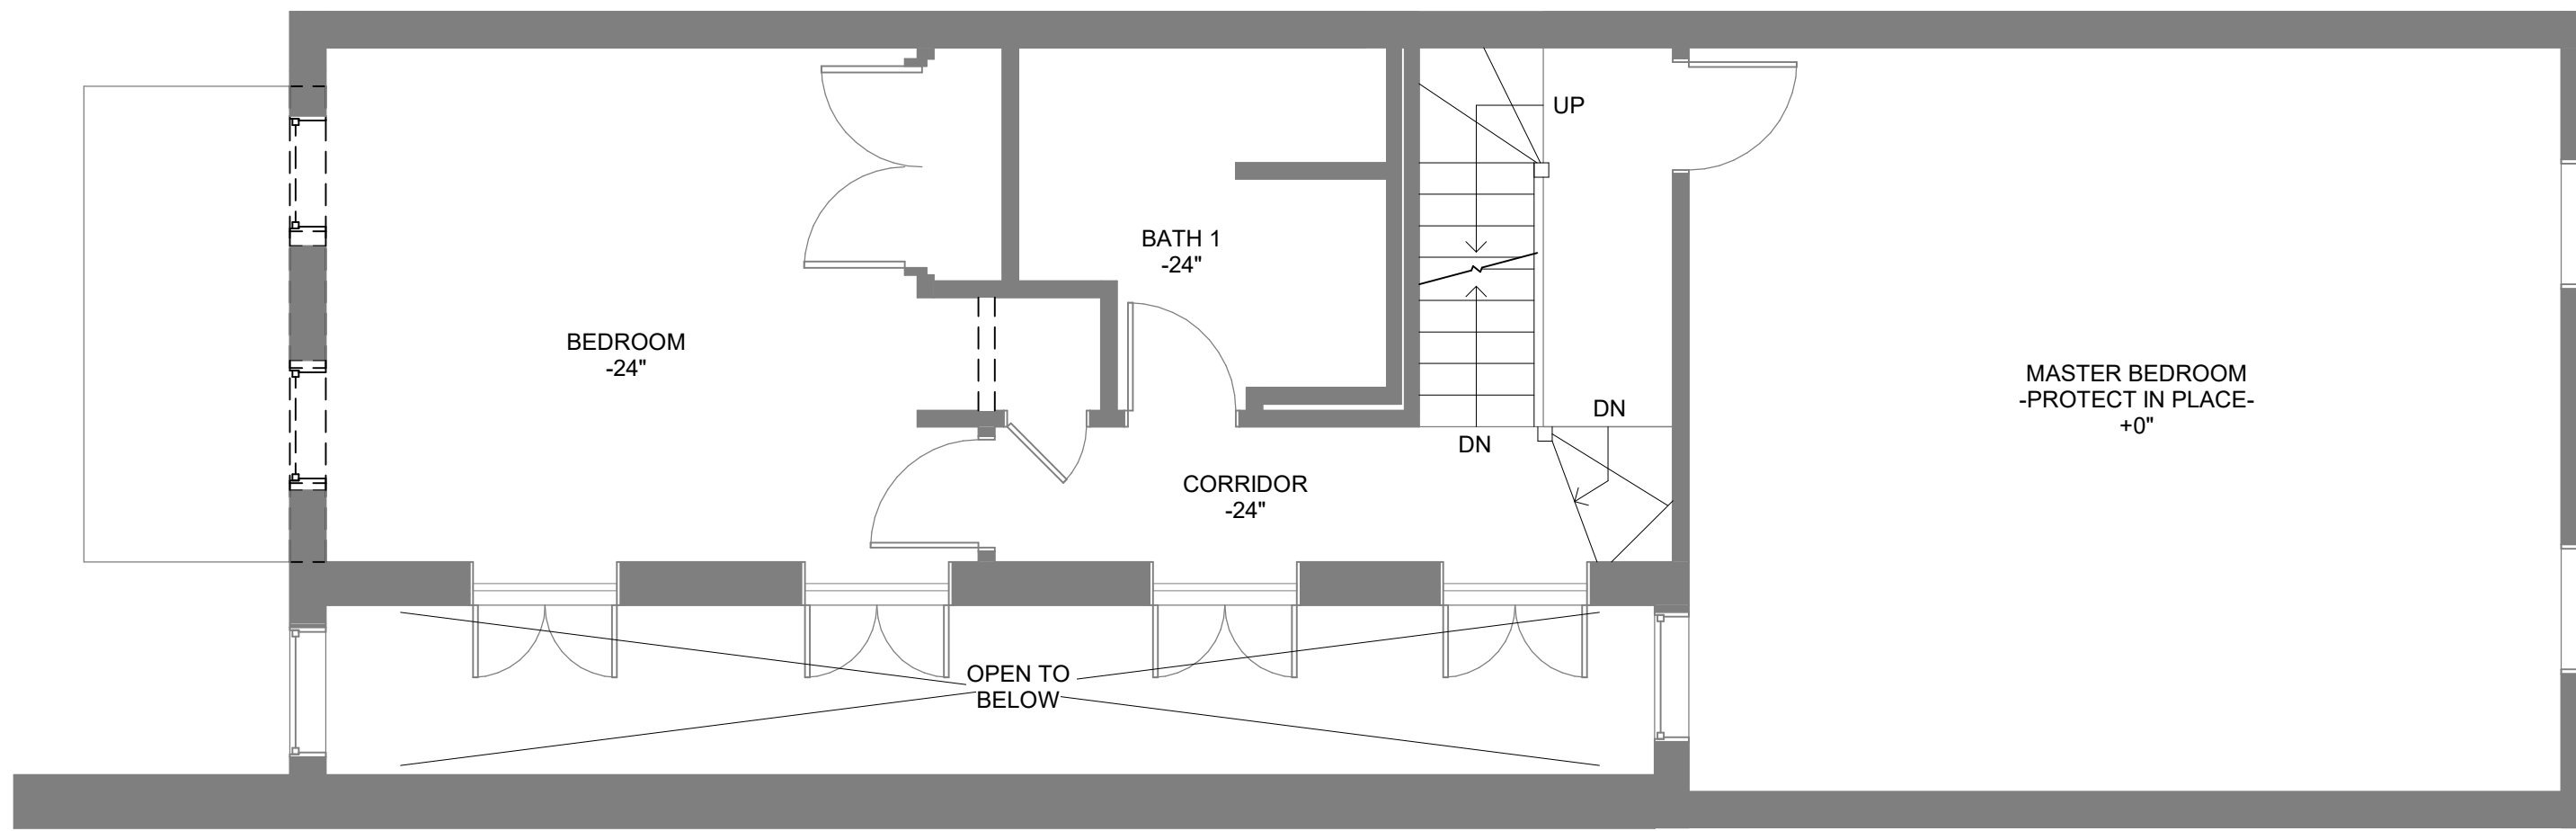 UP
BATH 1
-24"
BEDROOM
-24"
MASTER BEDROOM
-PROTECT IN PLACE-
+0"
DN
DN
CORRIDOR
-24"
OPEN TO
BELOW